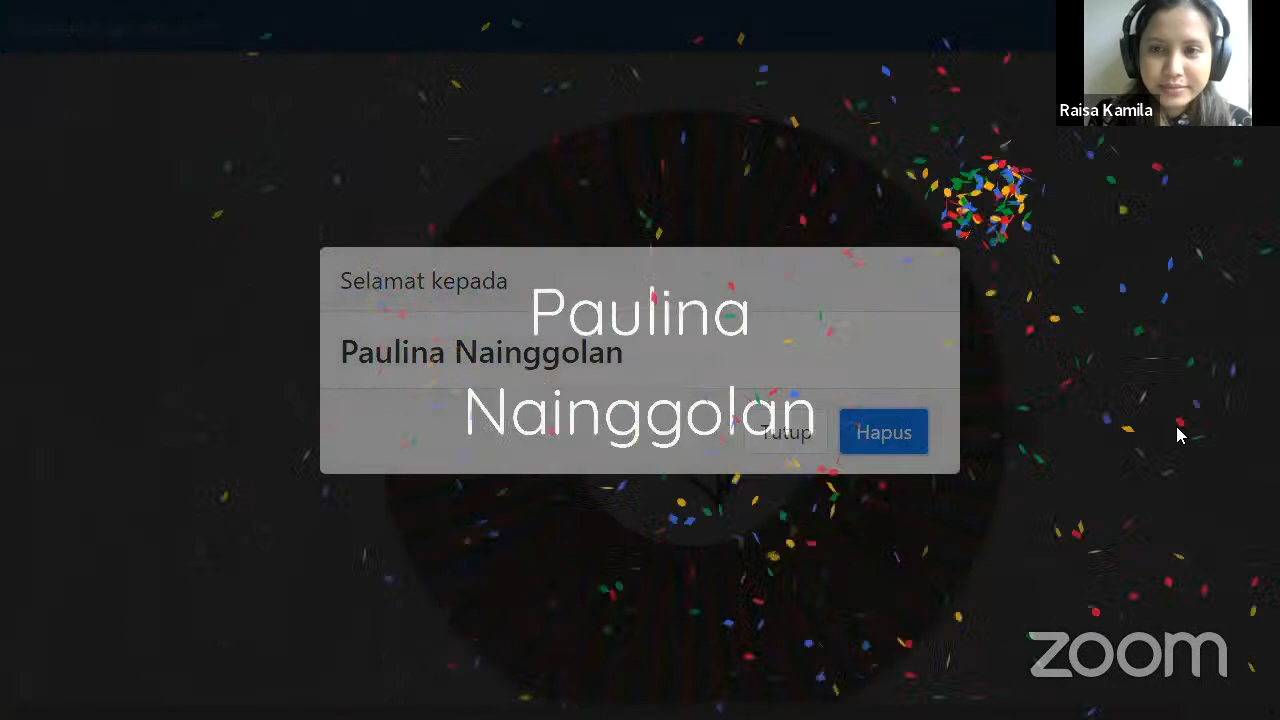 Raisa Kamila
Selamat kepada
Paulina
Paulina Nainggolan
Nainggolan
Tutup
Hapus
zoom